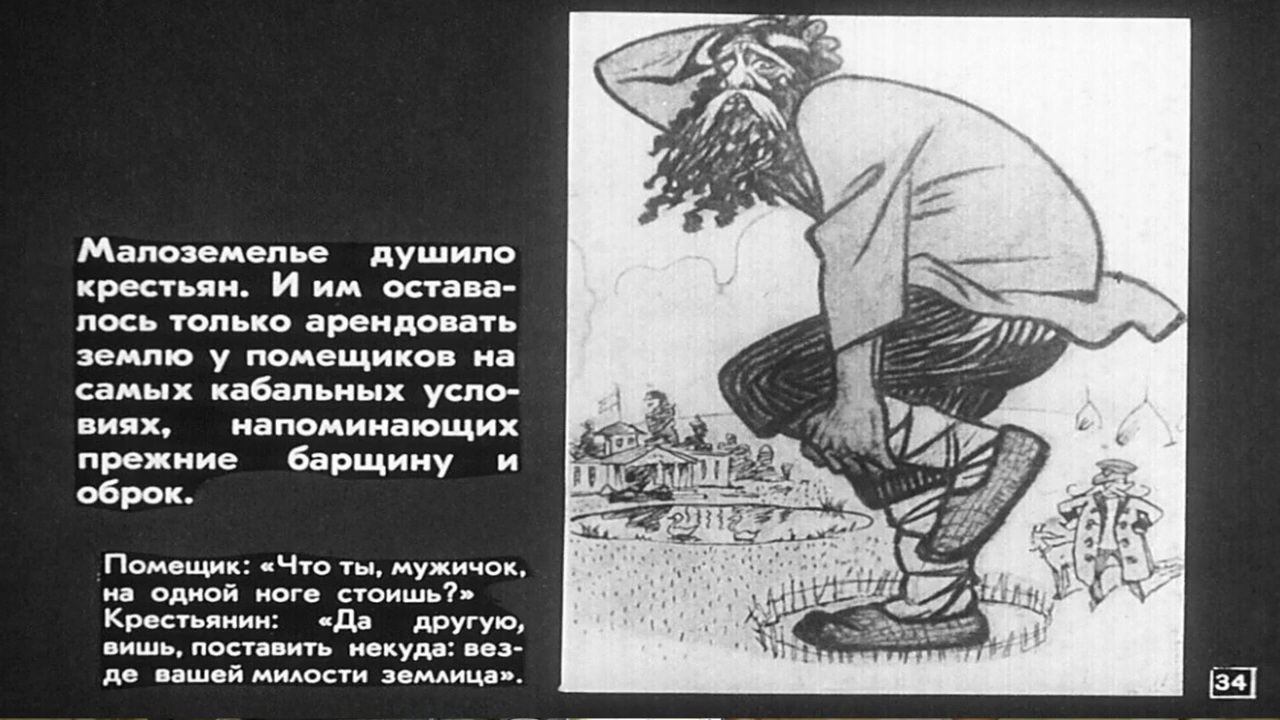 Малоземелье душило
крестьян. И им остава-
лось только арендовать
землю у помещиков на
самых кабальных усло-
виях, напоминающих
прежние барщину и
оброк.
Помещик: «Что ты, мужичок,
на одной ноге стоишь?»
Крестьянин: «Да другую,
вишь, поставить некуда: вез-
де вашей милости землица».
34